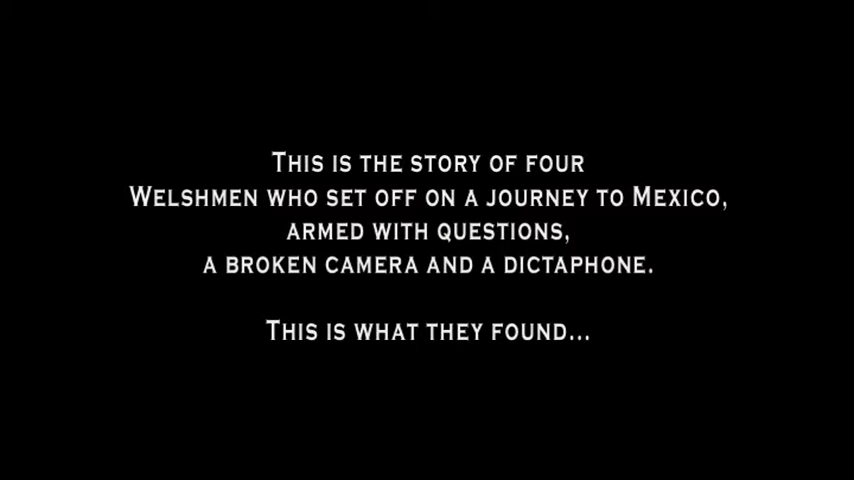 This is the story of four
Welshmen who set off on a journey to Mexico,
armed with questions,
a broken camera and a dictaphone.
This is what they found...